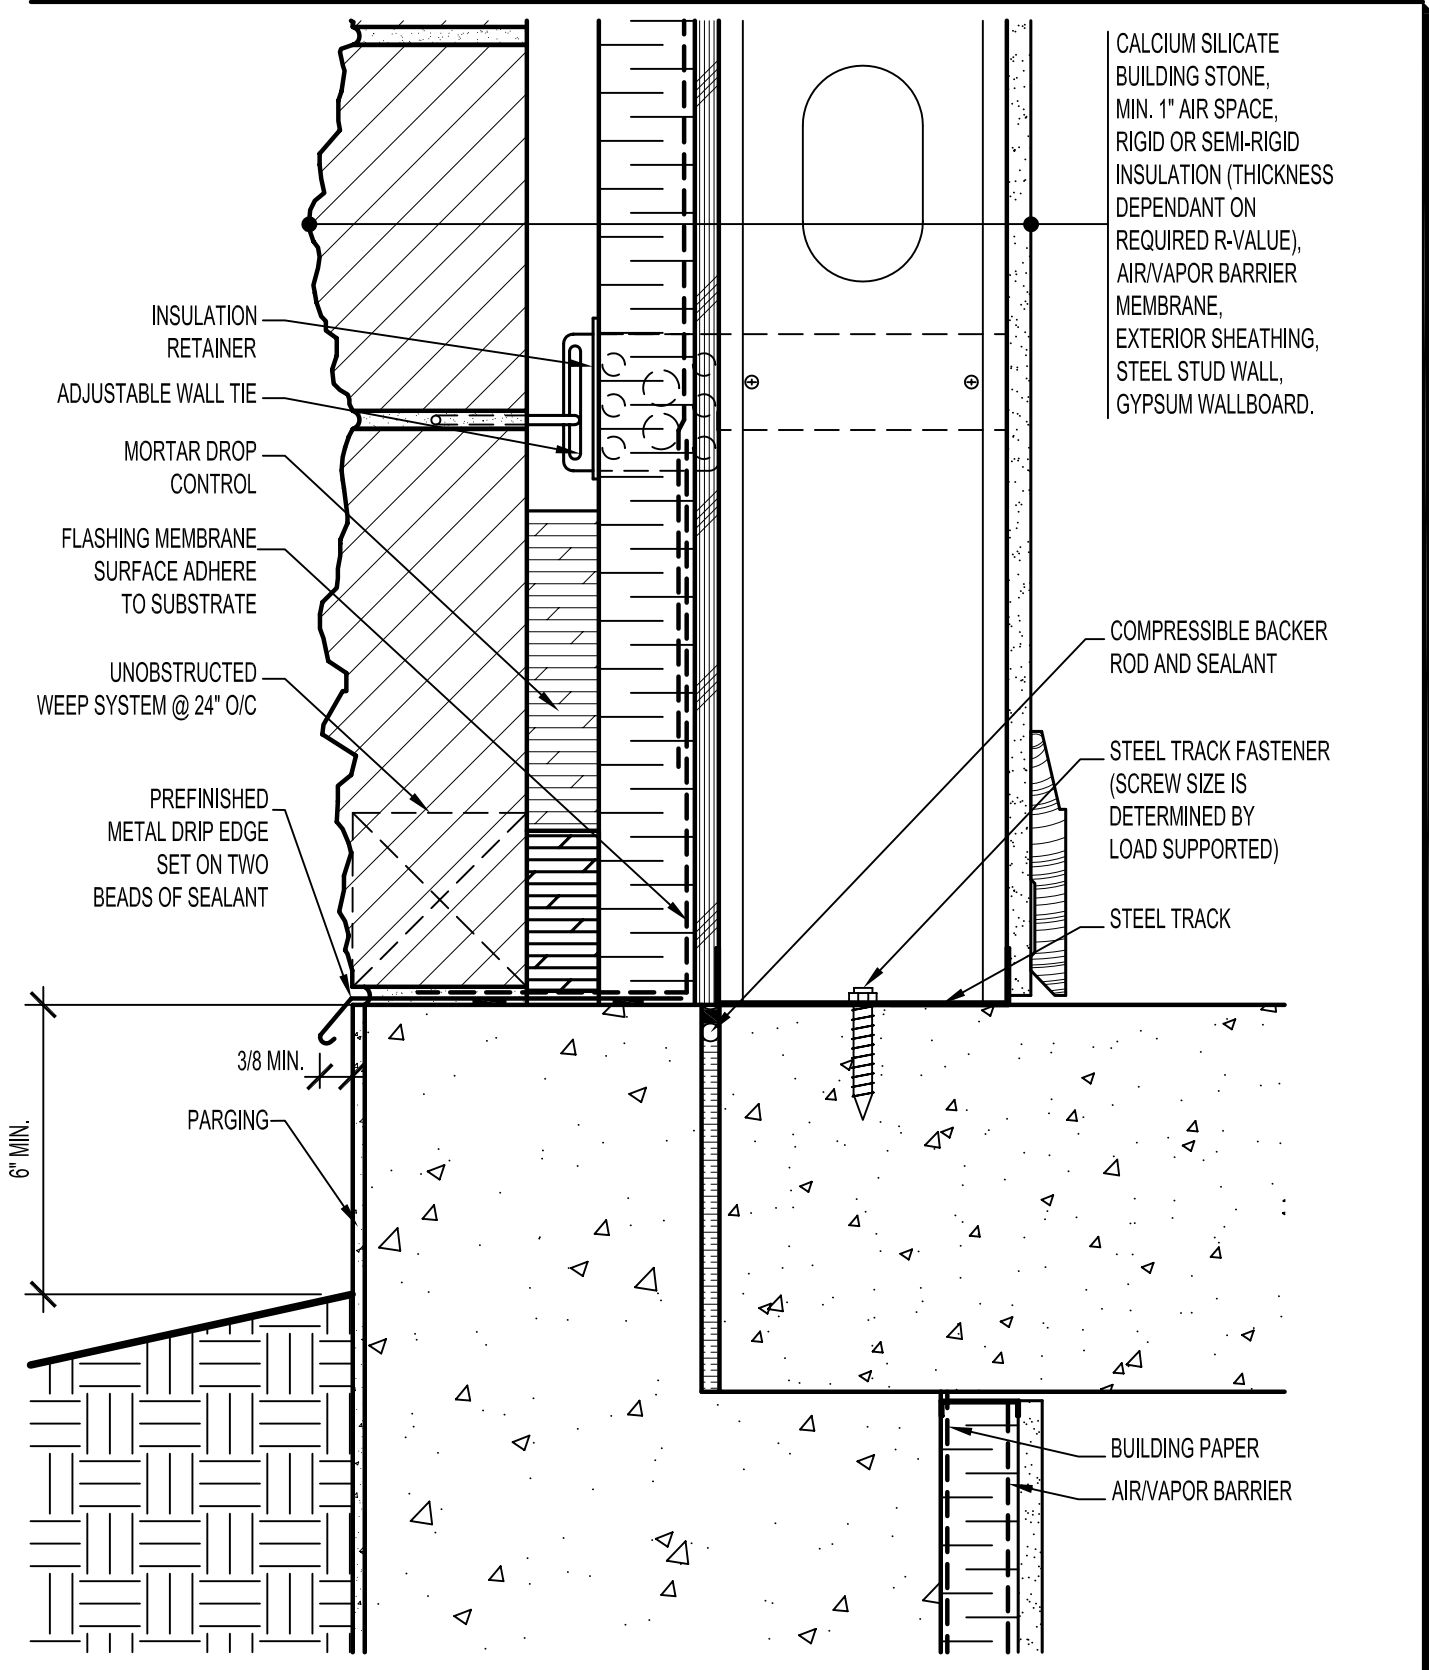 CALCIUM SILICATE
BUILDING STONE,
MIN. 1" AIR SPACE,
RIGID OR SEMI-RIGID
INSULATION (THICKNESS
DEPENDANT ON
REQUIRED R-VALUE),
AIR/VAPOR BARRIER
MEMBRANE,
EXTERIOR SHEATHING,
STEEL STUD WALL,
GYPSUM WALLBOARD.
INSULATION
RETAINER
ADJUSTABLE WALL TIE
MORTAR DROP
CONTROL
FLASHING MEMBRANE
SURFACE ADHERE
TO SUBSTRATE
UNOBSTRUCTED
WEEP SYSTEM @ 24" O/C
PREFINISHED
METAL DRIP EDGE
SET ON TWO
BEADS OF SEALANT
3/8 MIN.
PARGING
6" MIN.
COMPRESSIBLE BACKER
ROD AND SEALANT
STEEL TRACK FASTENER
(SCREW SIZE IS
DETERMINED BY
LOAD SUPPORTED)
STEEL TRACK
BUILDING PAPER
AIR/VAPOR BARRIER